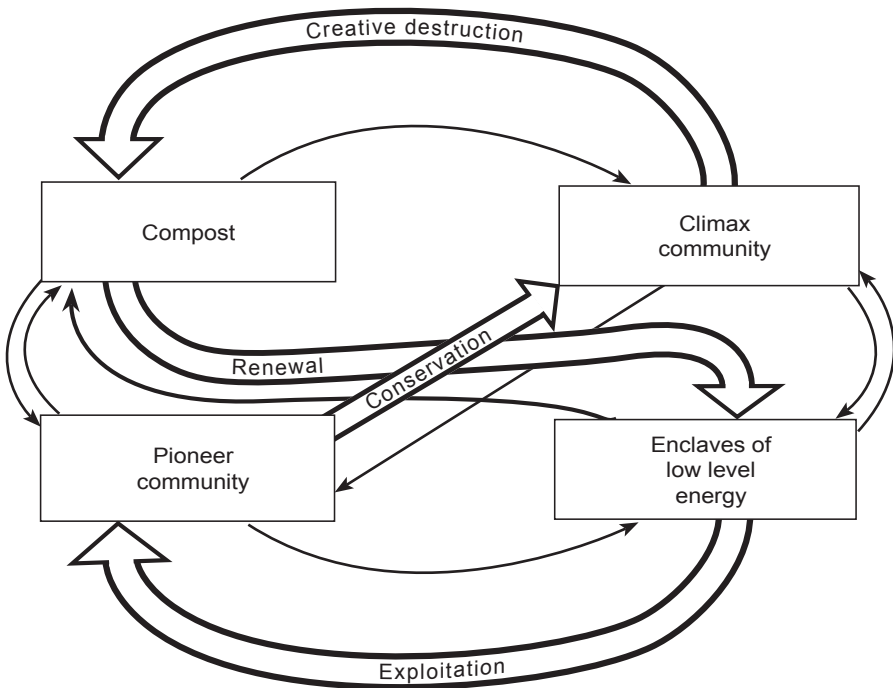 Creative destruction
Compost
Climax
community
Renewal
Conservation
Pioneer
community
Enclaves of
low level
energy
Exploitation